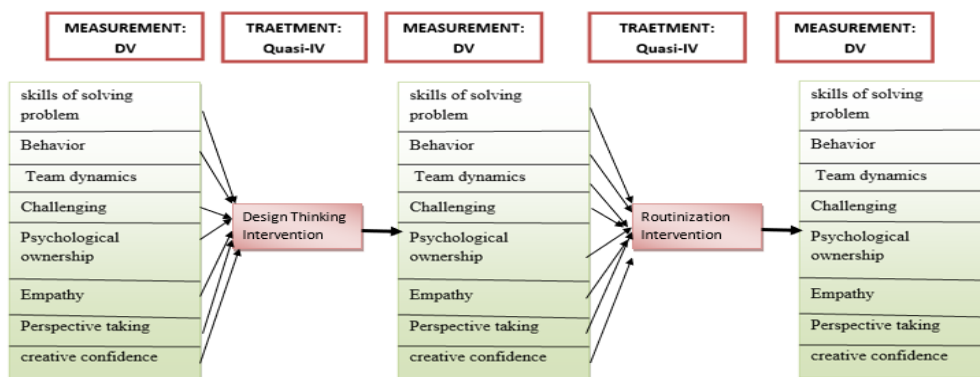 MEASUREMENT:
DV
TRAETMENT:
Quasi-IV
MEASUREMENT:
DV
TRAETMENT:
Quasi-IV
MEASUREMENT:
DV
skills of solving
problem
Behavior
Team dynamics
Challenging
Psychological
ownership
Empathy
Perspective taking
creative confidence
Design Thinking
Intervention
skills of solving
problem
Behavior
Team dynamics
Challenging
Psychological
ownership
Empathy
Perspective taking
creative confidence
Routinization
Intervention
skills of solving
problem
Behavior
Team dynamics
Challenging
Psychological
ownership
Empathy
Perspective taking
creative confidence